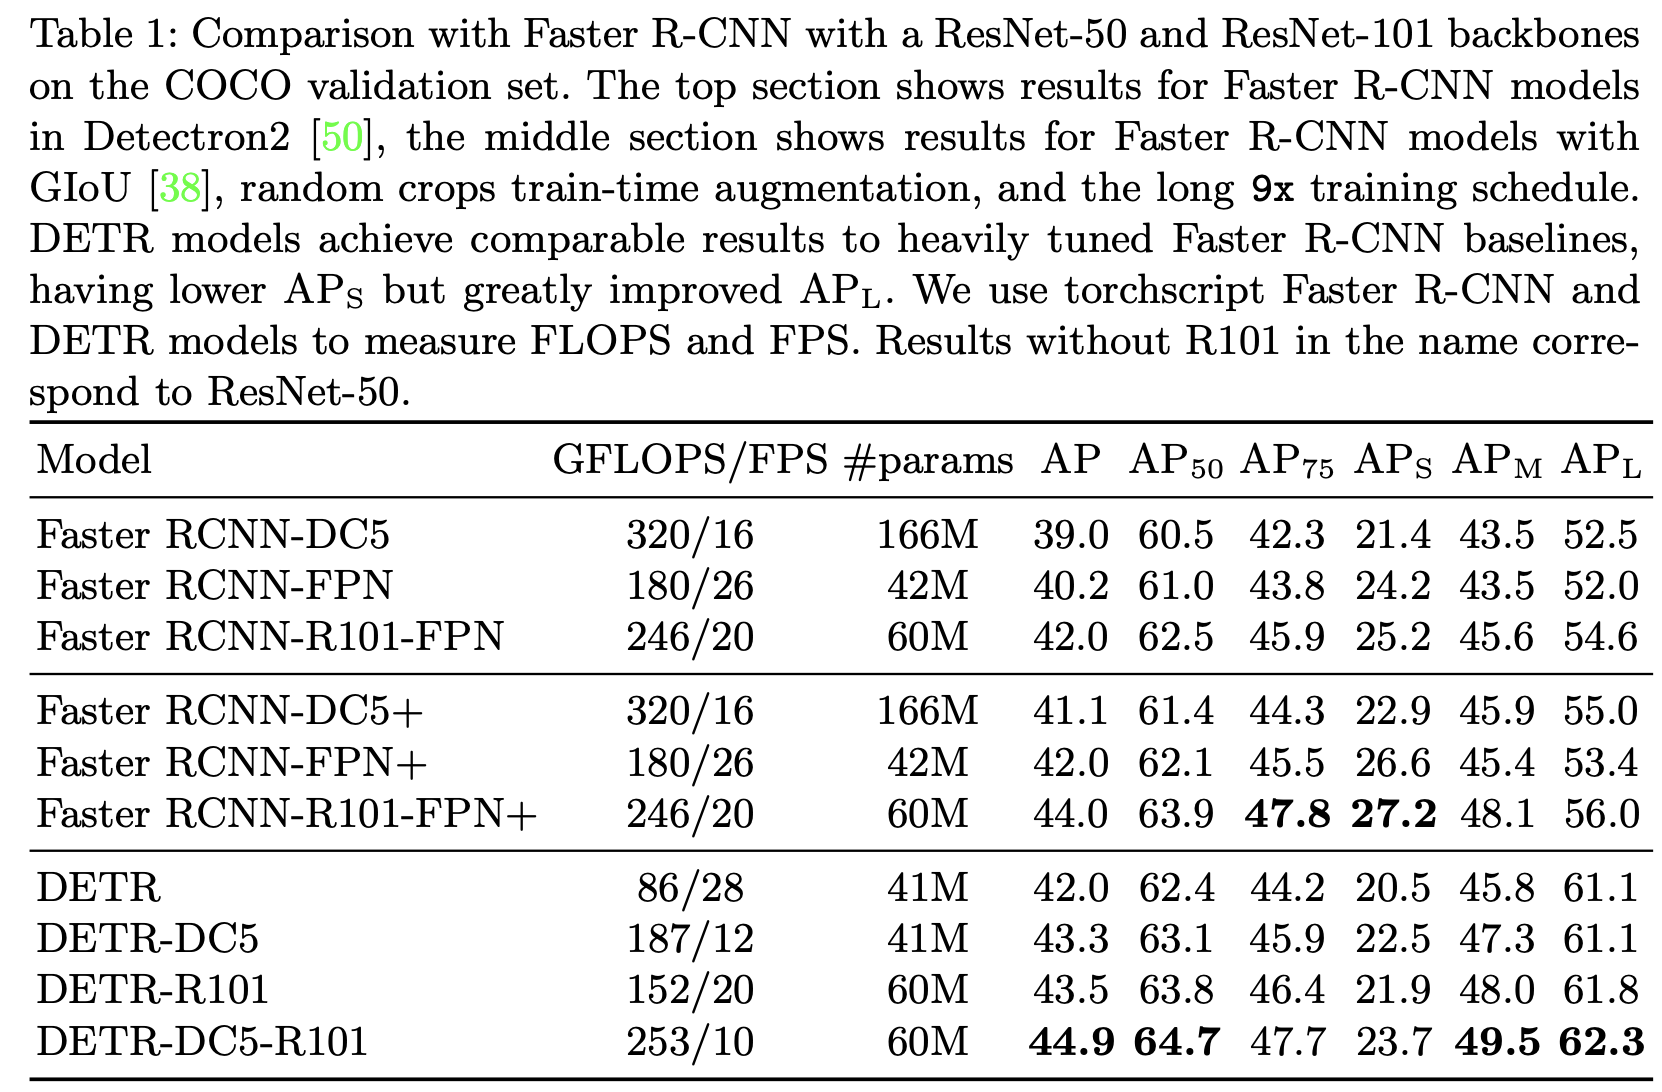 Table 1: Comparison with Faster R-CNN with a ResNet-50 and ResNet-101 backbones
on the COCO validation set. The top section shows results for Faster R-CNN models
in Detectron2 [50], the middle section shows results for Faster R-CNN models with
GIoU [38], random crops train-time augmentation, and the long 9x training schedule.
DETR models achieve comparable results to heavily tuned Faster R-CNN baselines,
having lower APS but greatly improved APL. We use torchscript Faster R-CNN and
DETR models to measure FLOPS and FPS. Results without R101 in the name corre-
spond to ResNet-50.
Model GFLOPS/FPS #params AP AP50 AP75 APS APM APL
Faster RCNN-DC5 320/16 166M 39.0 60.5 42.3 21.4 43.5 52.5
Faster RCNN-FPN 180/26 42M 40.2 61.0 43.8 24.2 43.5 52.0
Faster RCNN-R101-FPN 246/20 60M 42.0 62.5 45.9 25.2 45.6 54.6
Faster RCNN-DC5+ 320/16 166M 41.1 61.4 44.3 22.9 45.9 55.0
Faster RCNN-FPN+ 180/26 42M 42.0 62.1 45.5 26.6 45.4 53.4
Faster RCNN-R101-FPN+ 246/20 60M 44.0 63.9 47.8 27.2 48.1 56.0
DETR 86/28 41M 42.0 62.4 44.2 20.5 45.8 61.1
DETR-DC5 187/12 41M 43.3 63.1 45.9 22.5 47.3 61.1
DETR-R101 152/20 60M 43.5 63.8 46.4 21.9 48.0 61.8
DETR-DC5-R101 253/10 60M 44.9 64.7 47.7 23.7 49.5 62.3